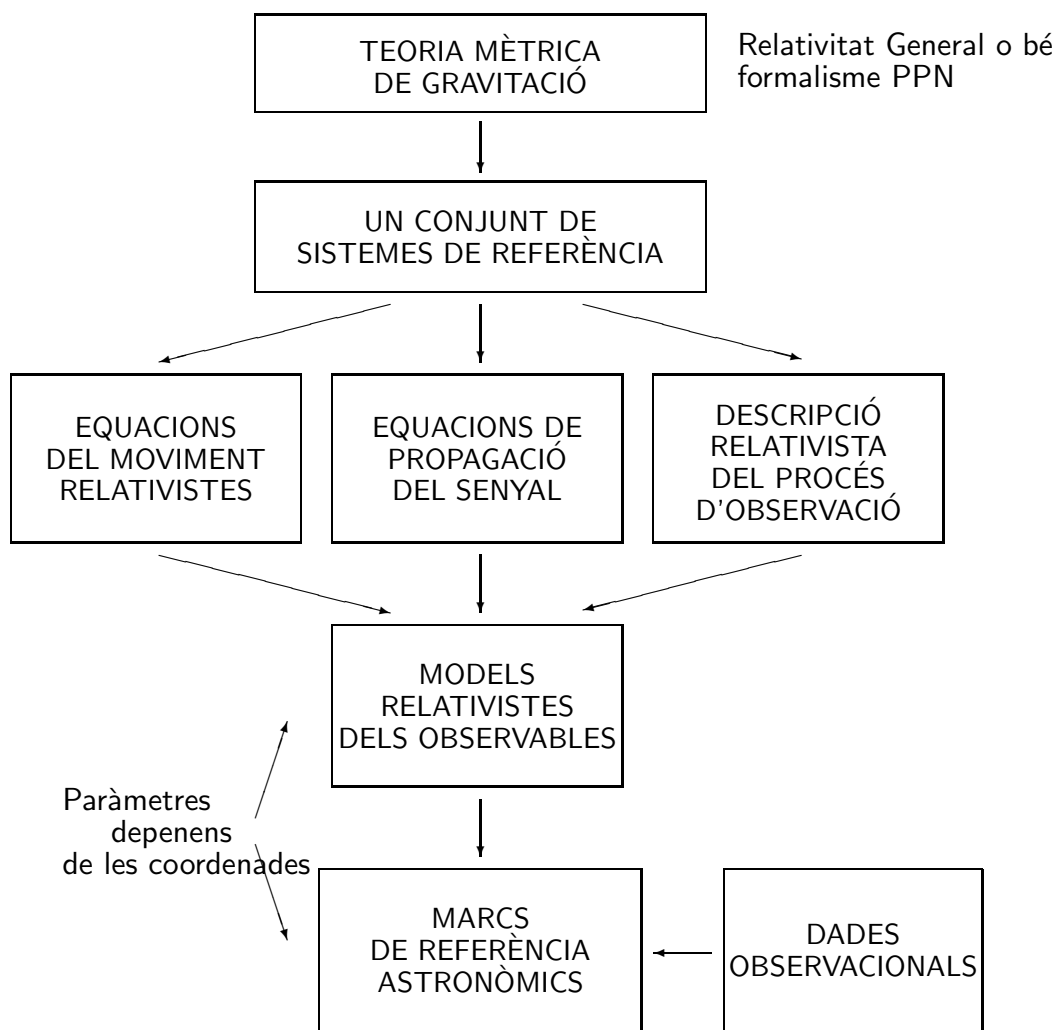 TEORIA MÈTRICA
DE GRAVITACIÓ
Relativitat General o bé
formalisme PPN
UN CONJUNT DE
SISTEMES DE REFERÈNCIA
EQUACIONS
DEL MOVIMENT
RELATIVISTES
EQUACIONS DE
PROPAGACIÓ
DEL SENYAL
DESCRIPCIÓ
RELATIVISTA
DEL PROCÉS
D'OBSERVACIÓ
MODELS
RELATIVISTES
DELS OBSERVABLES
Paràmetres
depenens
de les coordenades
MARCS
DE REFERÈNCIA
ASTRONÒMICS
DADES
OBSERVACIONALS